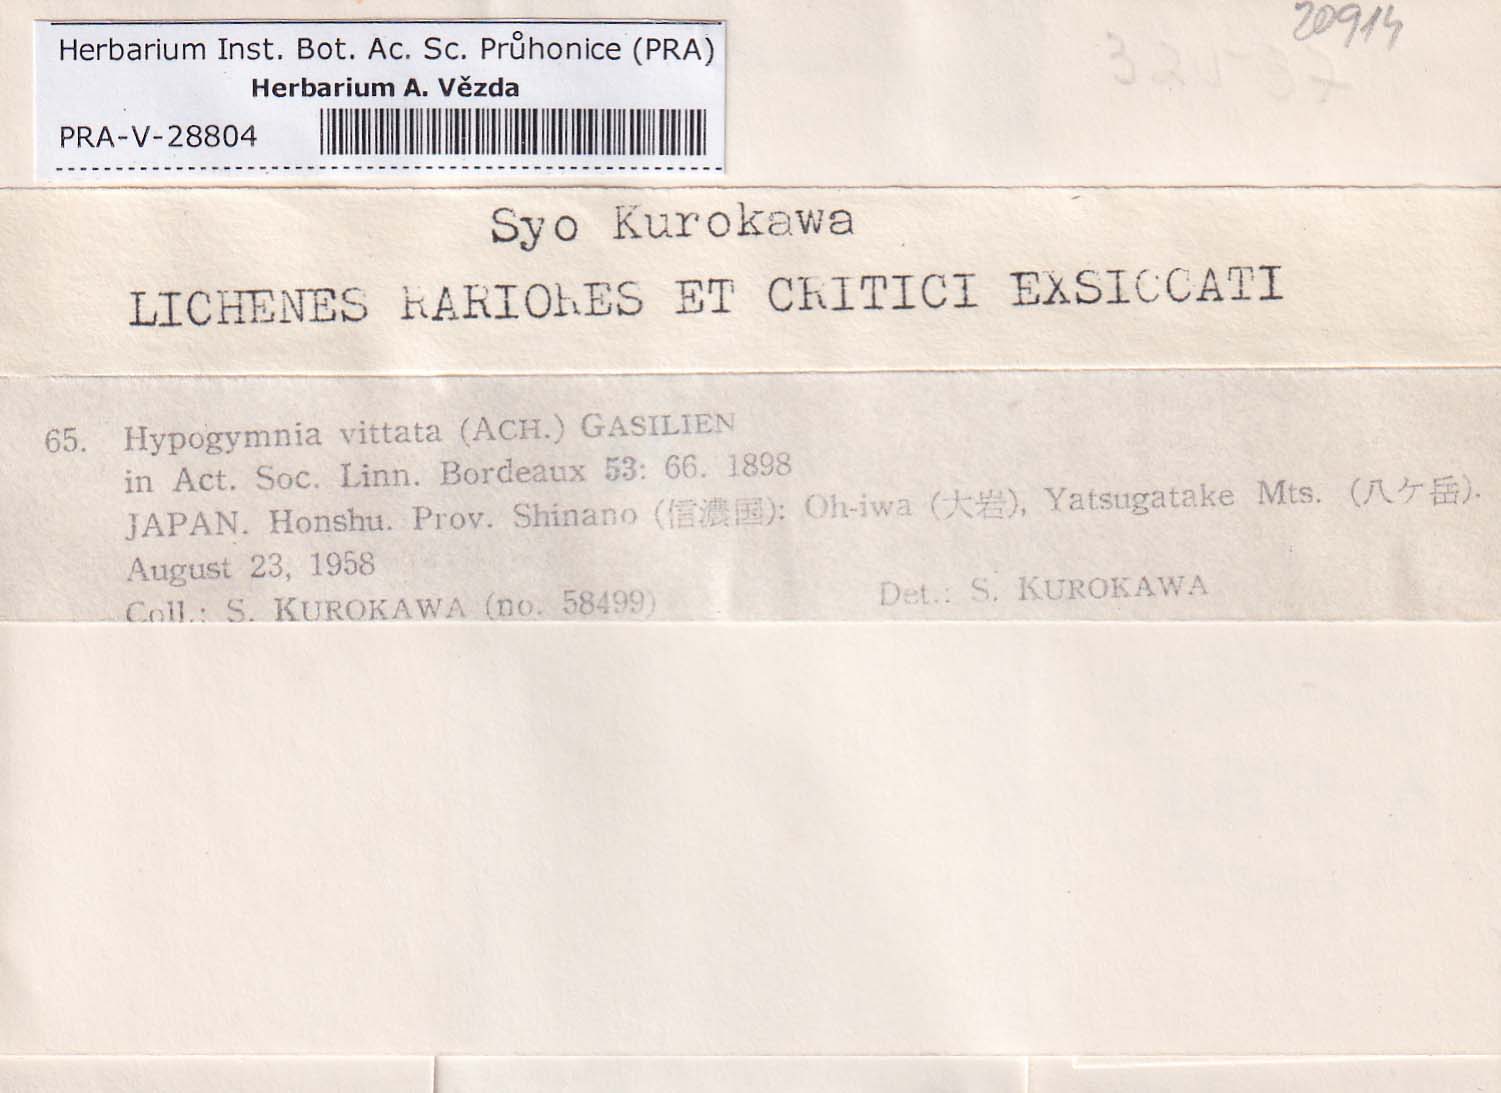 20914
Herbarium Inst. Bot. Ac. Sc. Průhonice (PRA)
Herbarium A. Vězda
PRA-V-28804
Syo Kurokawa
LICHENES RARIORES ET CRITICI EXSICCATI
65. Hypogymnia vittata (ACH.) GASILIEN
in Act. Soc. Linn. Bordeaux 53: 66. 1898
JAPAN. Honshu. Prov. Shinano (信濃国): Oh-iwa (大岩), Yatsugatake Mts. (八ケ岳).
August 23, 1958
Coll.: S. KUROKAWA (no. 58499) Det.: S. KUROKAWA